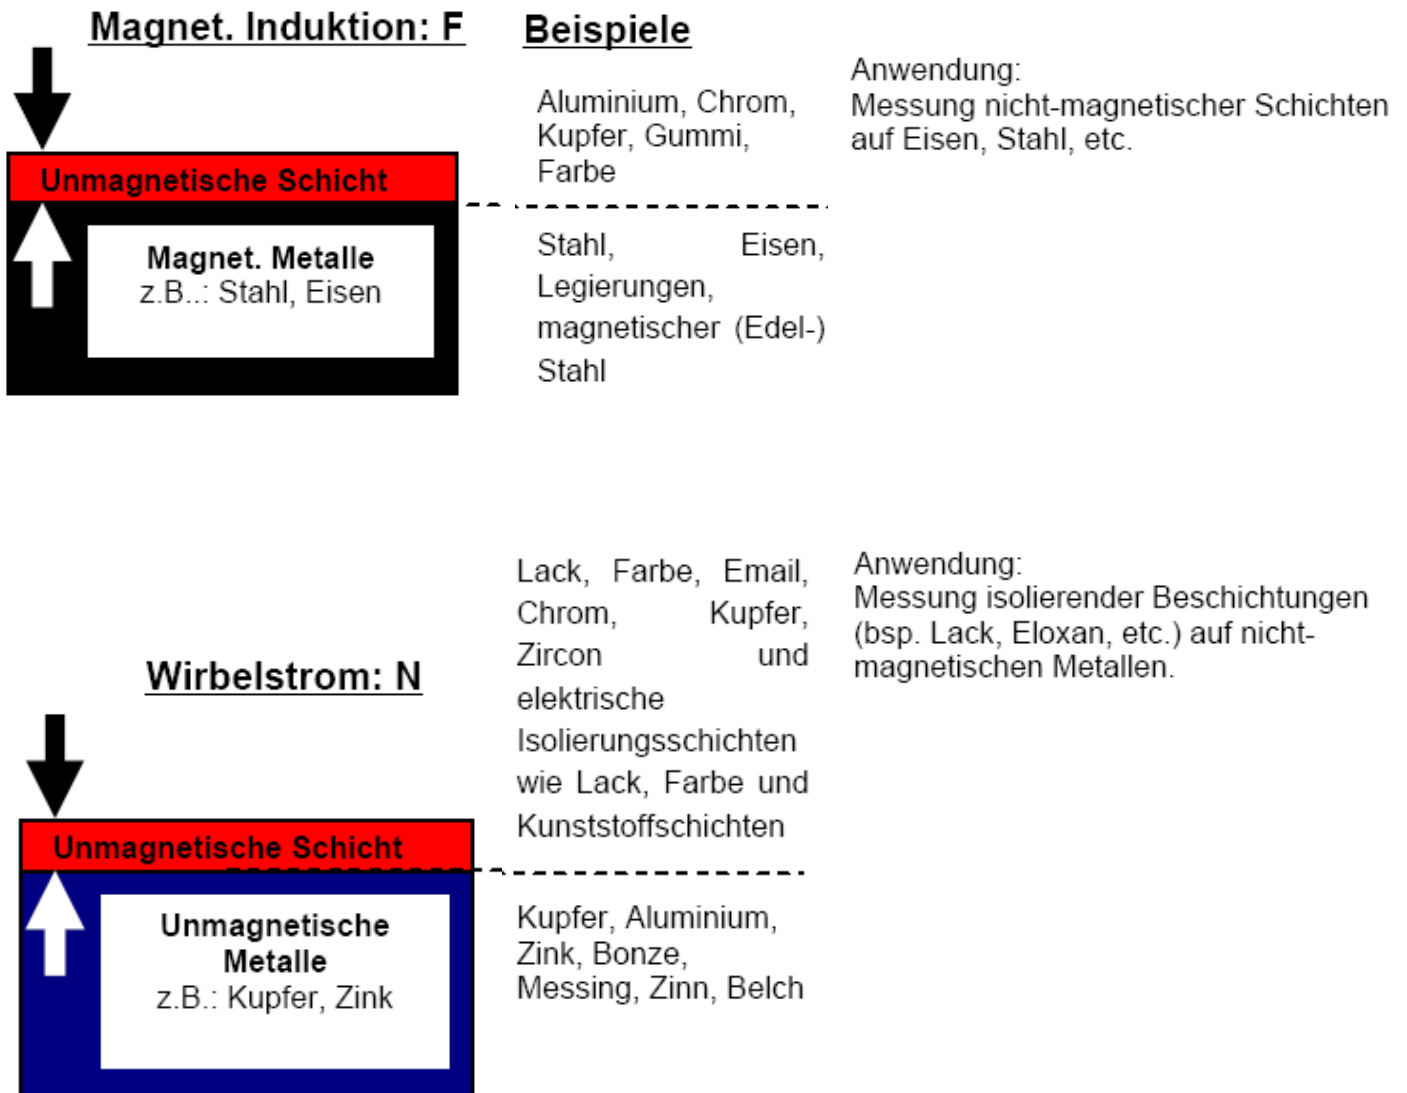 Magnet. Induktion: F
Unmagnetische Schicht
Magnet. Metalle
z.B..: Stahl, Eisen
Beispiele
Aluminium, Chrom,
Kupfer, Gummi,
Farbe
Stahl, Eisen,
Legierungen,
magnetischer (Edel-)
Stahl
Anwendung:
Messung nicht-magnetischer Schichten
auf Eisen, Stahl, etc.
Wirbelstrom: N
Unmagnetische Schicht
Unmagnetische
Metalle
z.B.: Kupfer, Zink
Lack, Farbe, Email,
Chrom, Kupfer,
Zircon und
elektrische
Isolierungsschichten
wie Lack, Farbe und
Kunststoffschichten
Kupfer, Aluminium,
Zink, Bonze,
Messing, Zinn, Belch
Anwendung:
Messung isolierender Beschichtungen
(bsp. Lack, Eloxan, etc.) auf nicht-
magnetischen Metallen.